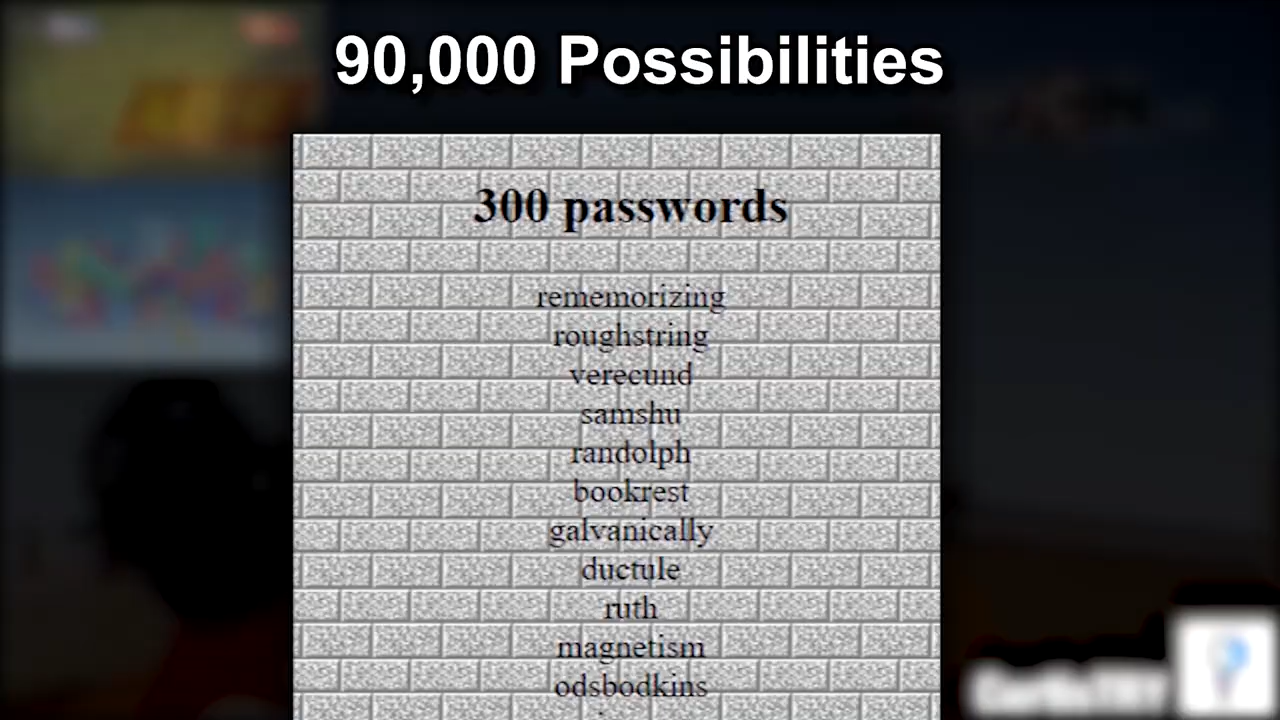 90,000 Possibilities
300 passwords
rememorizing
roughstring
verecund
samshu
randolph
bookrest
galvanically
ductule
ruth
magnetism
odsbodkins